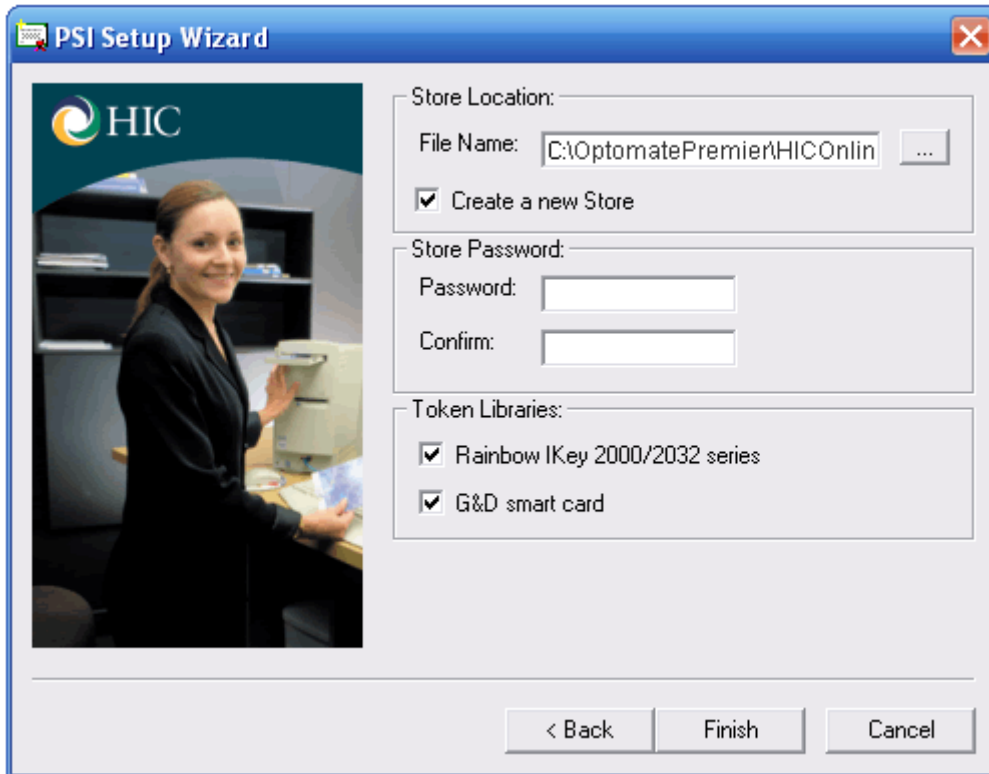 PSI Setup Wizard
HIC
Store Location:
File Name: C:\OptomatePremier\HICOnlin ...
Create a new Store
Store Password:
Password:
Confirm:
Token Libraries:
Rainbow IKey 2000/2032 series
G&D smart card
< Back Finish Cancel